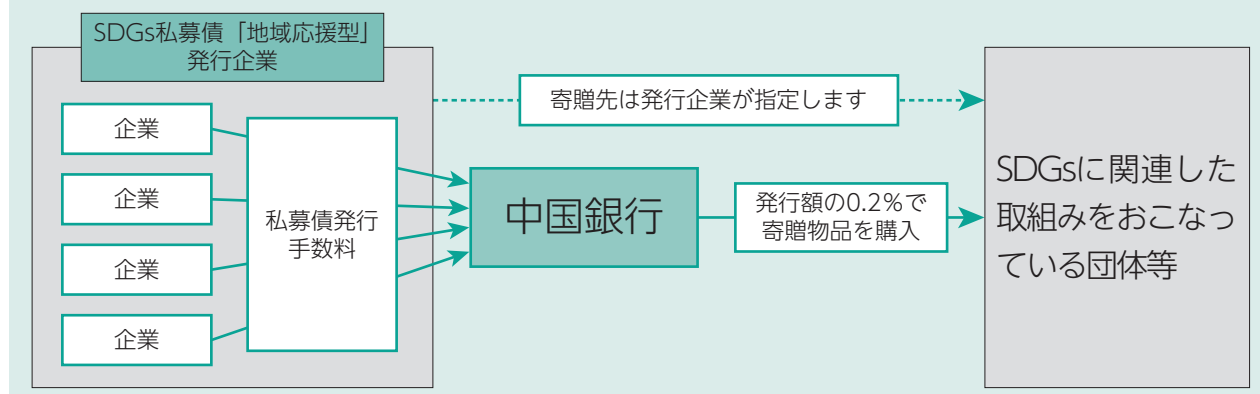 SDGs私募債「地域応援型」
発行企業
企業
企業
企業
企業
私募債発行
手数料
寄贈先は発行企業が指定します
中国銀行
発行額の0.2%で
寄贈物品を購入
SDGsに関連した
取組みをおこなっ
ている団体等